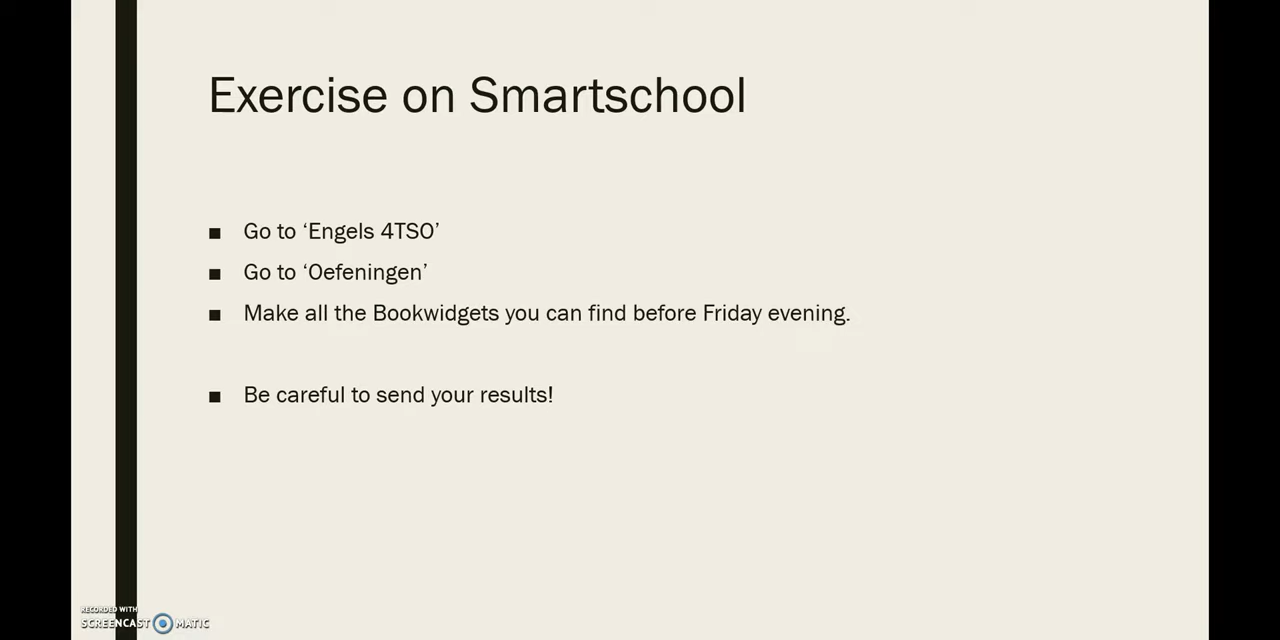 Exercise on Smartschool
■ Go to ‘Engels 4TSO’
■ Go to ‘Oefeningen’
■ Make all the Bookwidgets you can find before Friday evening.
■ Be careful to send your results!
RECORDED WITH
SCREENCAST MATIC